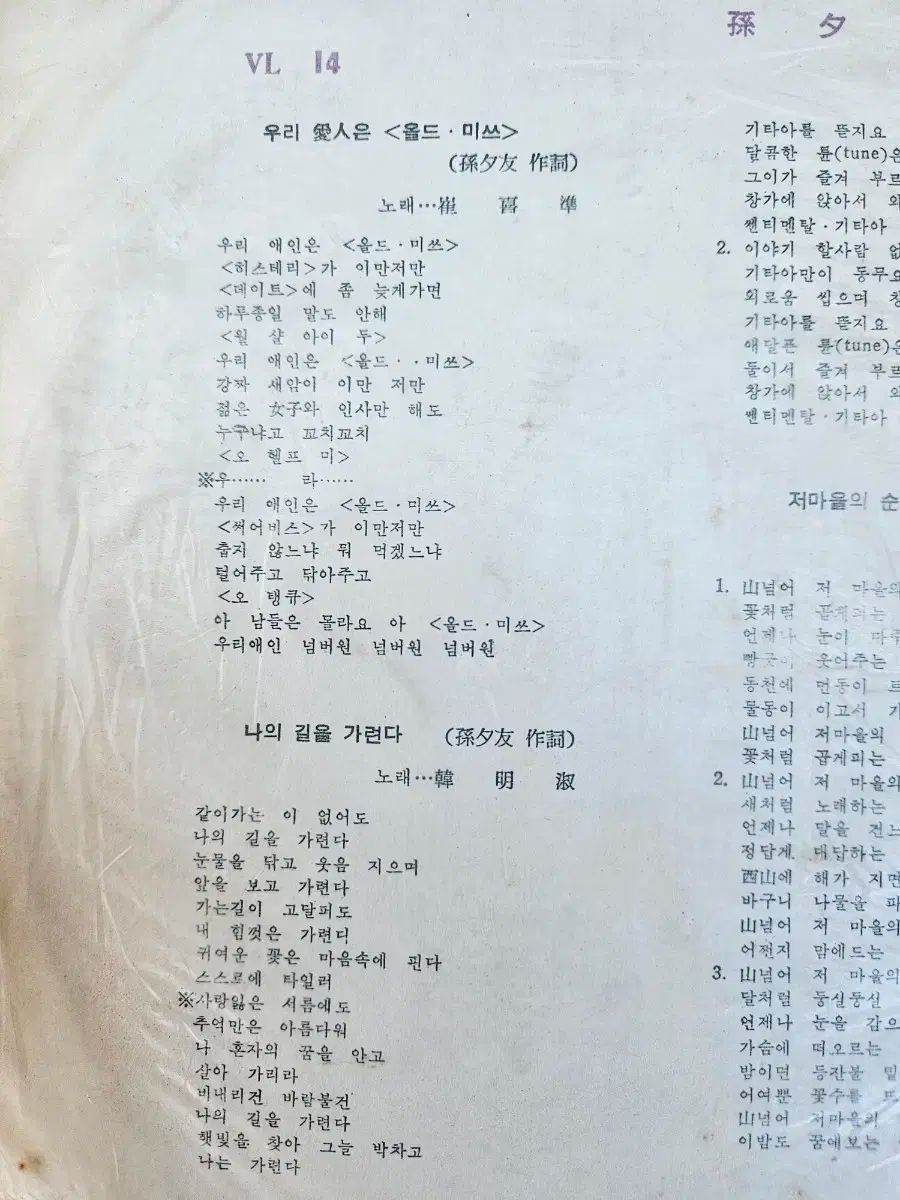 VL 14
우리 愛人은 <올드·미쓰>
(孫夕友 作詞)
노래…崔 喜 準
우리 애인은 <올드·미쓰>
<히스테리>가 이만저만
<데이트>에 좀 늦게가면
하루종일 말도 안해
<윌 샬 아이 두>
우리 애인은 <올드··미쓰>
강짜 새암이 이만 저만
젊은 女子와 인사만 해도
누구냐고 꼬치꼬치
<오 헬프 미>
※우…… 라……
우리 애인은 <올드·미쓰>
<써어비스>가 이만저만
춥지 않느냐 뭐 먹겠느냐
털어주고 닦아주고
<오 탱큐>
아 남들은 몰라요 아 <올드·미쓰>
우리애인 넘버원 넘버원 넘버원
나의 길을 가련다 (孫夕友 作詞)
노래…韓 明 淑
같이가는 이 없어도
나의 길을 가련다
눈물을 닦고 웃음 지으며
앞을 보고 가련다
가는길이 고달퍼도
내 힘껏은 가련디
귀여운 꽃은 마음속에 핀다
스스로에 타일러
※사랑잃은 서름에도
추억만은 아름다워
나 혼자의 꿈을 안고
살아 가리라
비내리건 바람불건
나의 길을 가련다
햇빛을 찾아 그늘 박차고
나는 가련다
孫 夕
기타아를 뜯지요
달콤한 튠(tune)은
그이가 즐겨 부르
창가에 앉아서 외
쎈티멘탈·기타아
2. 이야기 할사람 없
기타아만이 동무요
외로움 씹으며 창
기타아를 뜯지요
애달픈 튠(tune)은
둘이서 즐겨 부르
창가에 앉아서 외
쎈티멘탈·기타아
저마을의 순
1. 山넘어 저 마을의
꽃처럼 곱게피는
언제나 눈이 마주
빵긋이 웃어주는
동천에 먼동이 트
물동이 이고서 가
山넘어 저마을의
꽃처럼 곱게피는
2. 山넘어 저 마을의
새처럼 노래하는
언제나 말을 건느
정답게 대답하는
西山에 해가 지면
바구니 나물을 파
山넘어 저 마을의
어쩐지 맘에드는
3. 山넘어 저 마을의
달처럼 둥실둥실
언제나 눈을 감으
가슴에 떠오르는
밤이면 등잔불 밑
어여쁜 꽃수를 뜨
山넘어 저마을의
이밤도 꿈에보는